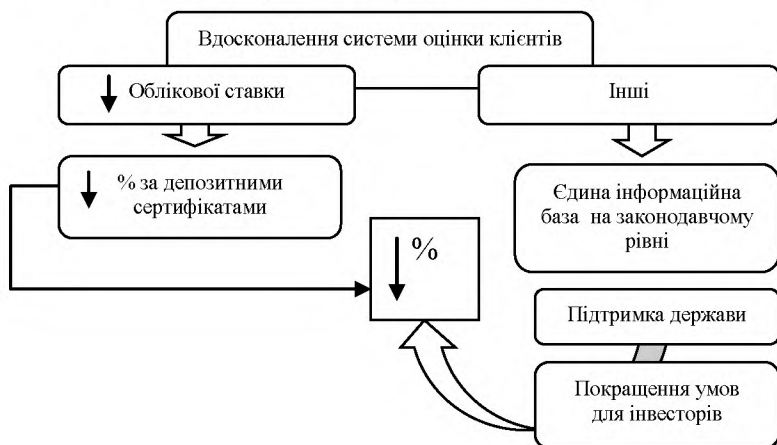 Вдосконалення системи оцінки клієнтів
Облікової ставки
Інші
% за депозитними
сертифікатами
Єдина інформаційна
база на законодавчому
рівні
%
Підтримка держави
Покращення умов
для інвесторів